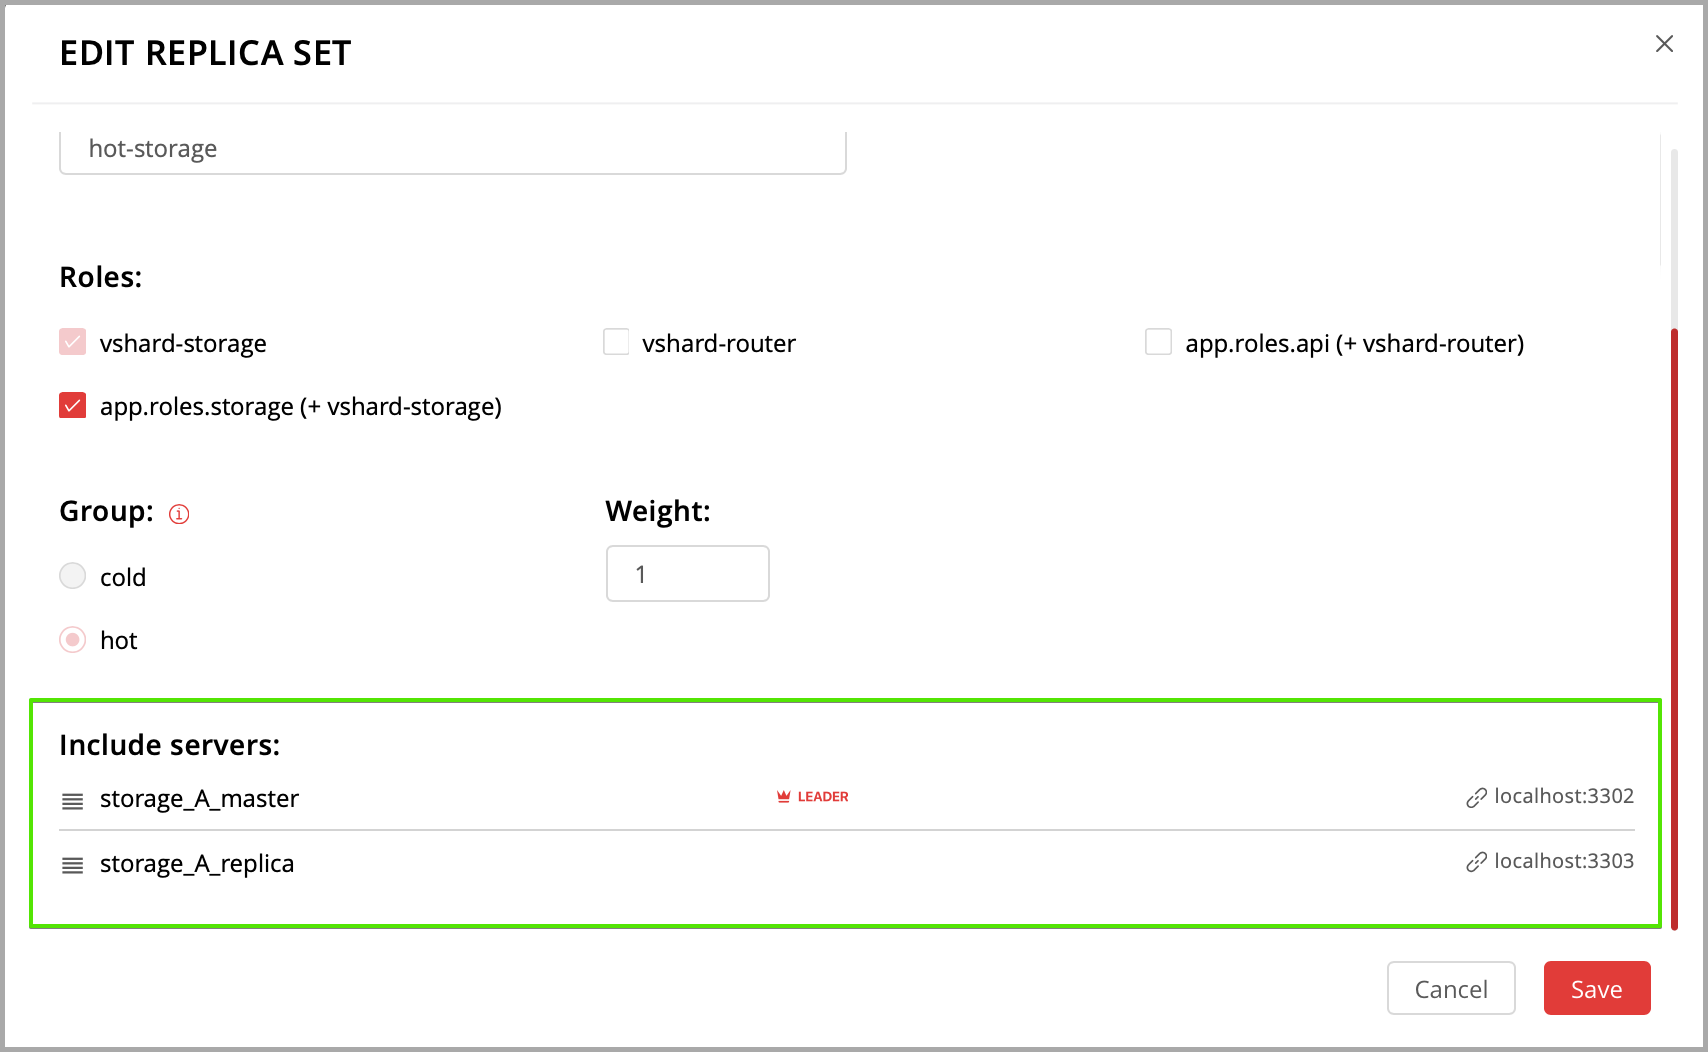 EDIT REPLICA SET
hot-storage
Roles:
vshard-storage vshard-router app.roles.api (+ vshard-router)
app.roles.storage (+ vshard-storage)
Group: Weight:
cold 1
hot
Include servers:
storage_A_master LEADER localhost:3302
storage_A_replica localhost:3303
Cancel Save